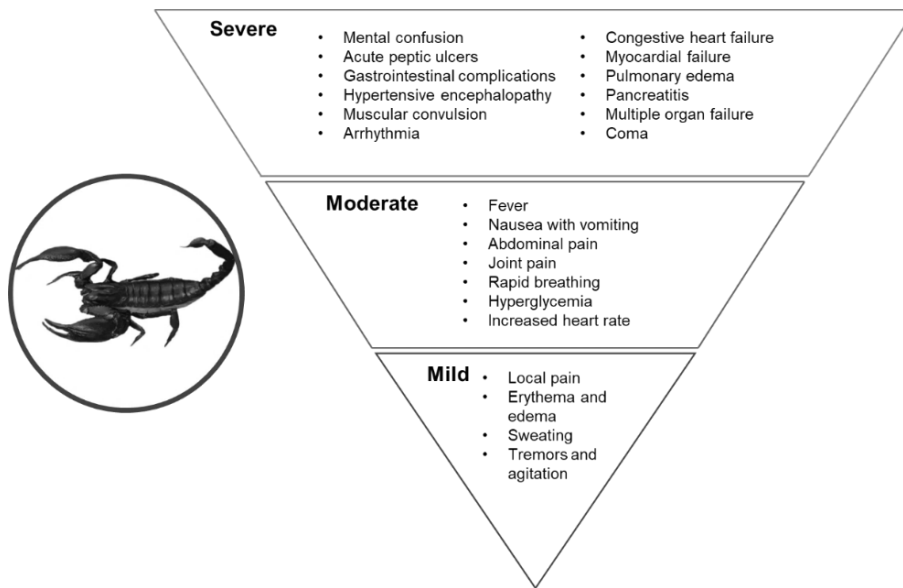 Severe
• Mental confusion
• Acute peptic ulcers
• Gastrointestinal complications
• Hypertensive encephalopathy
• Muscular convulsion
• Arrhythmia
• Congestive heart failure
• Myocardial failure
• Pulmonary edema
• Pancreatitis
• Multiple organ failure
• Coma
Moderate
• Fever
• Nausea with vomiting
• Abdominal pain
• Joint pain
• Rapid breathing
• Hyperglycemia
• Increased heart rate
Mild
• Local pain
• Erythema and
edema
• Sweating
• Tremors and
agitation